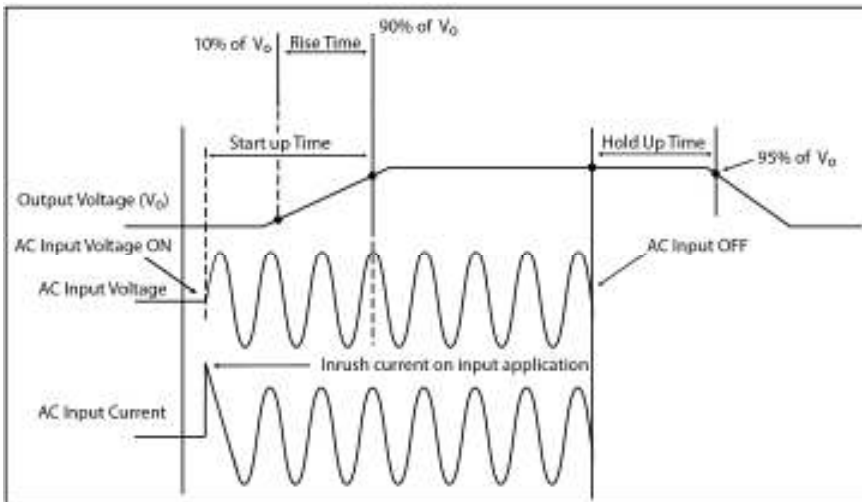 90% of Vo
10% of Vo
Rise Time
Start up Time
Hold Up Time
95% of Vo
Output Voltage (Vo)
AC Input Voltage ON
AC Input OFF
AC Input Voltage
Inrush current on input application
AC Input Current